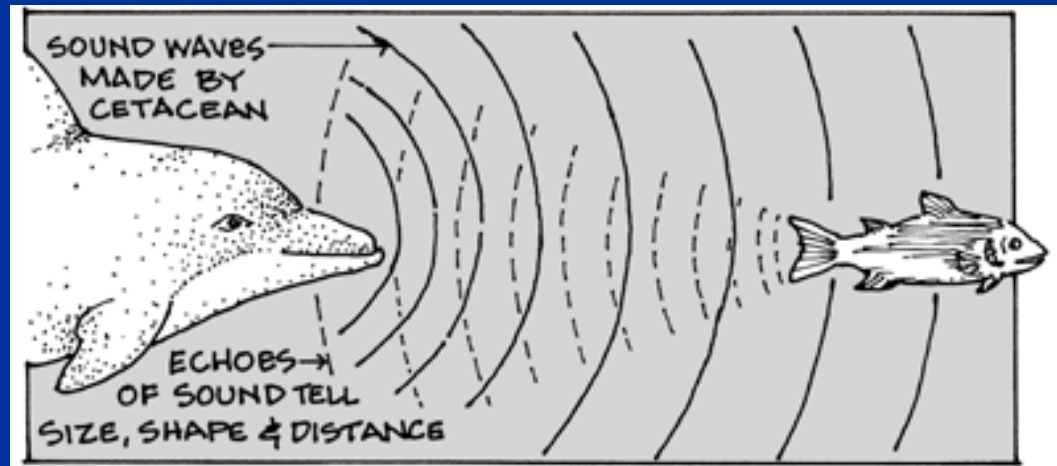 SOUND WAVES
MADE BY
CETACEAN
ECHOES
OF SOUND TELL
SIZE, SHAPE & DISTANCE